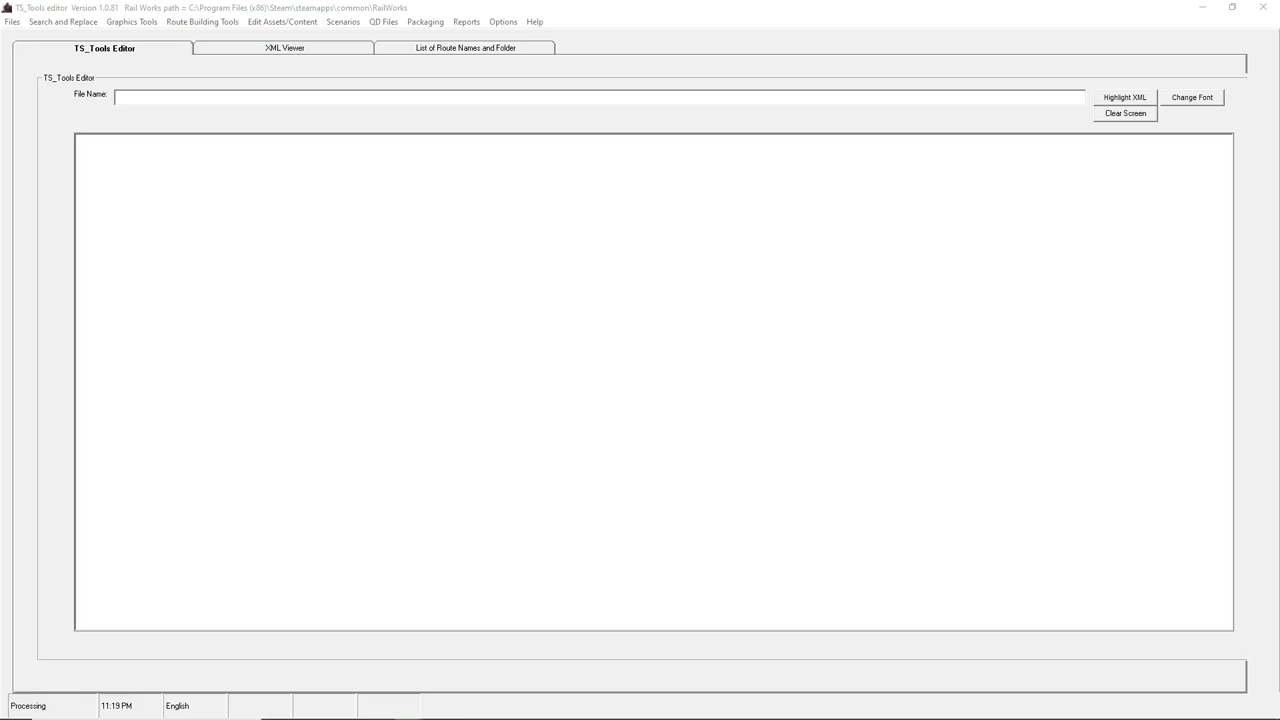 TS_Tools editor Version 1.0.81 Rail Works path = C:\Program Files (x86)\Steam\steamapps\common\RailWorks
Files Search and Replace Graphics Tools Route Building Tools Edit Assets/Content Scenarios QD Files Packaging Reports Options Help
TS_Tools Editor XML Viewer List of Route Names and Folder
TS_Tools Editor
File Name: Highlight XML Change Font
Clear Screen
Processing 11:19 PM English